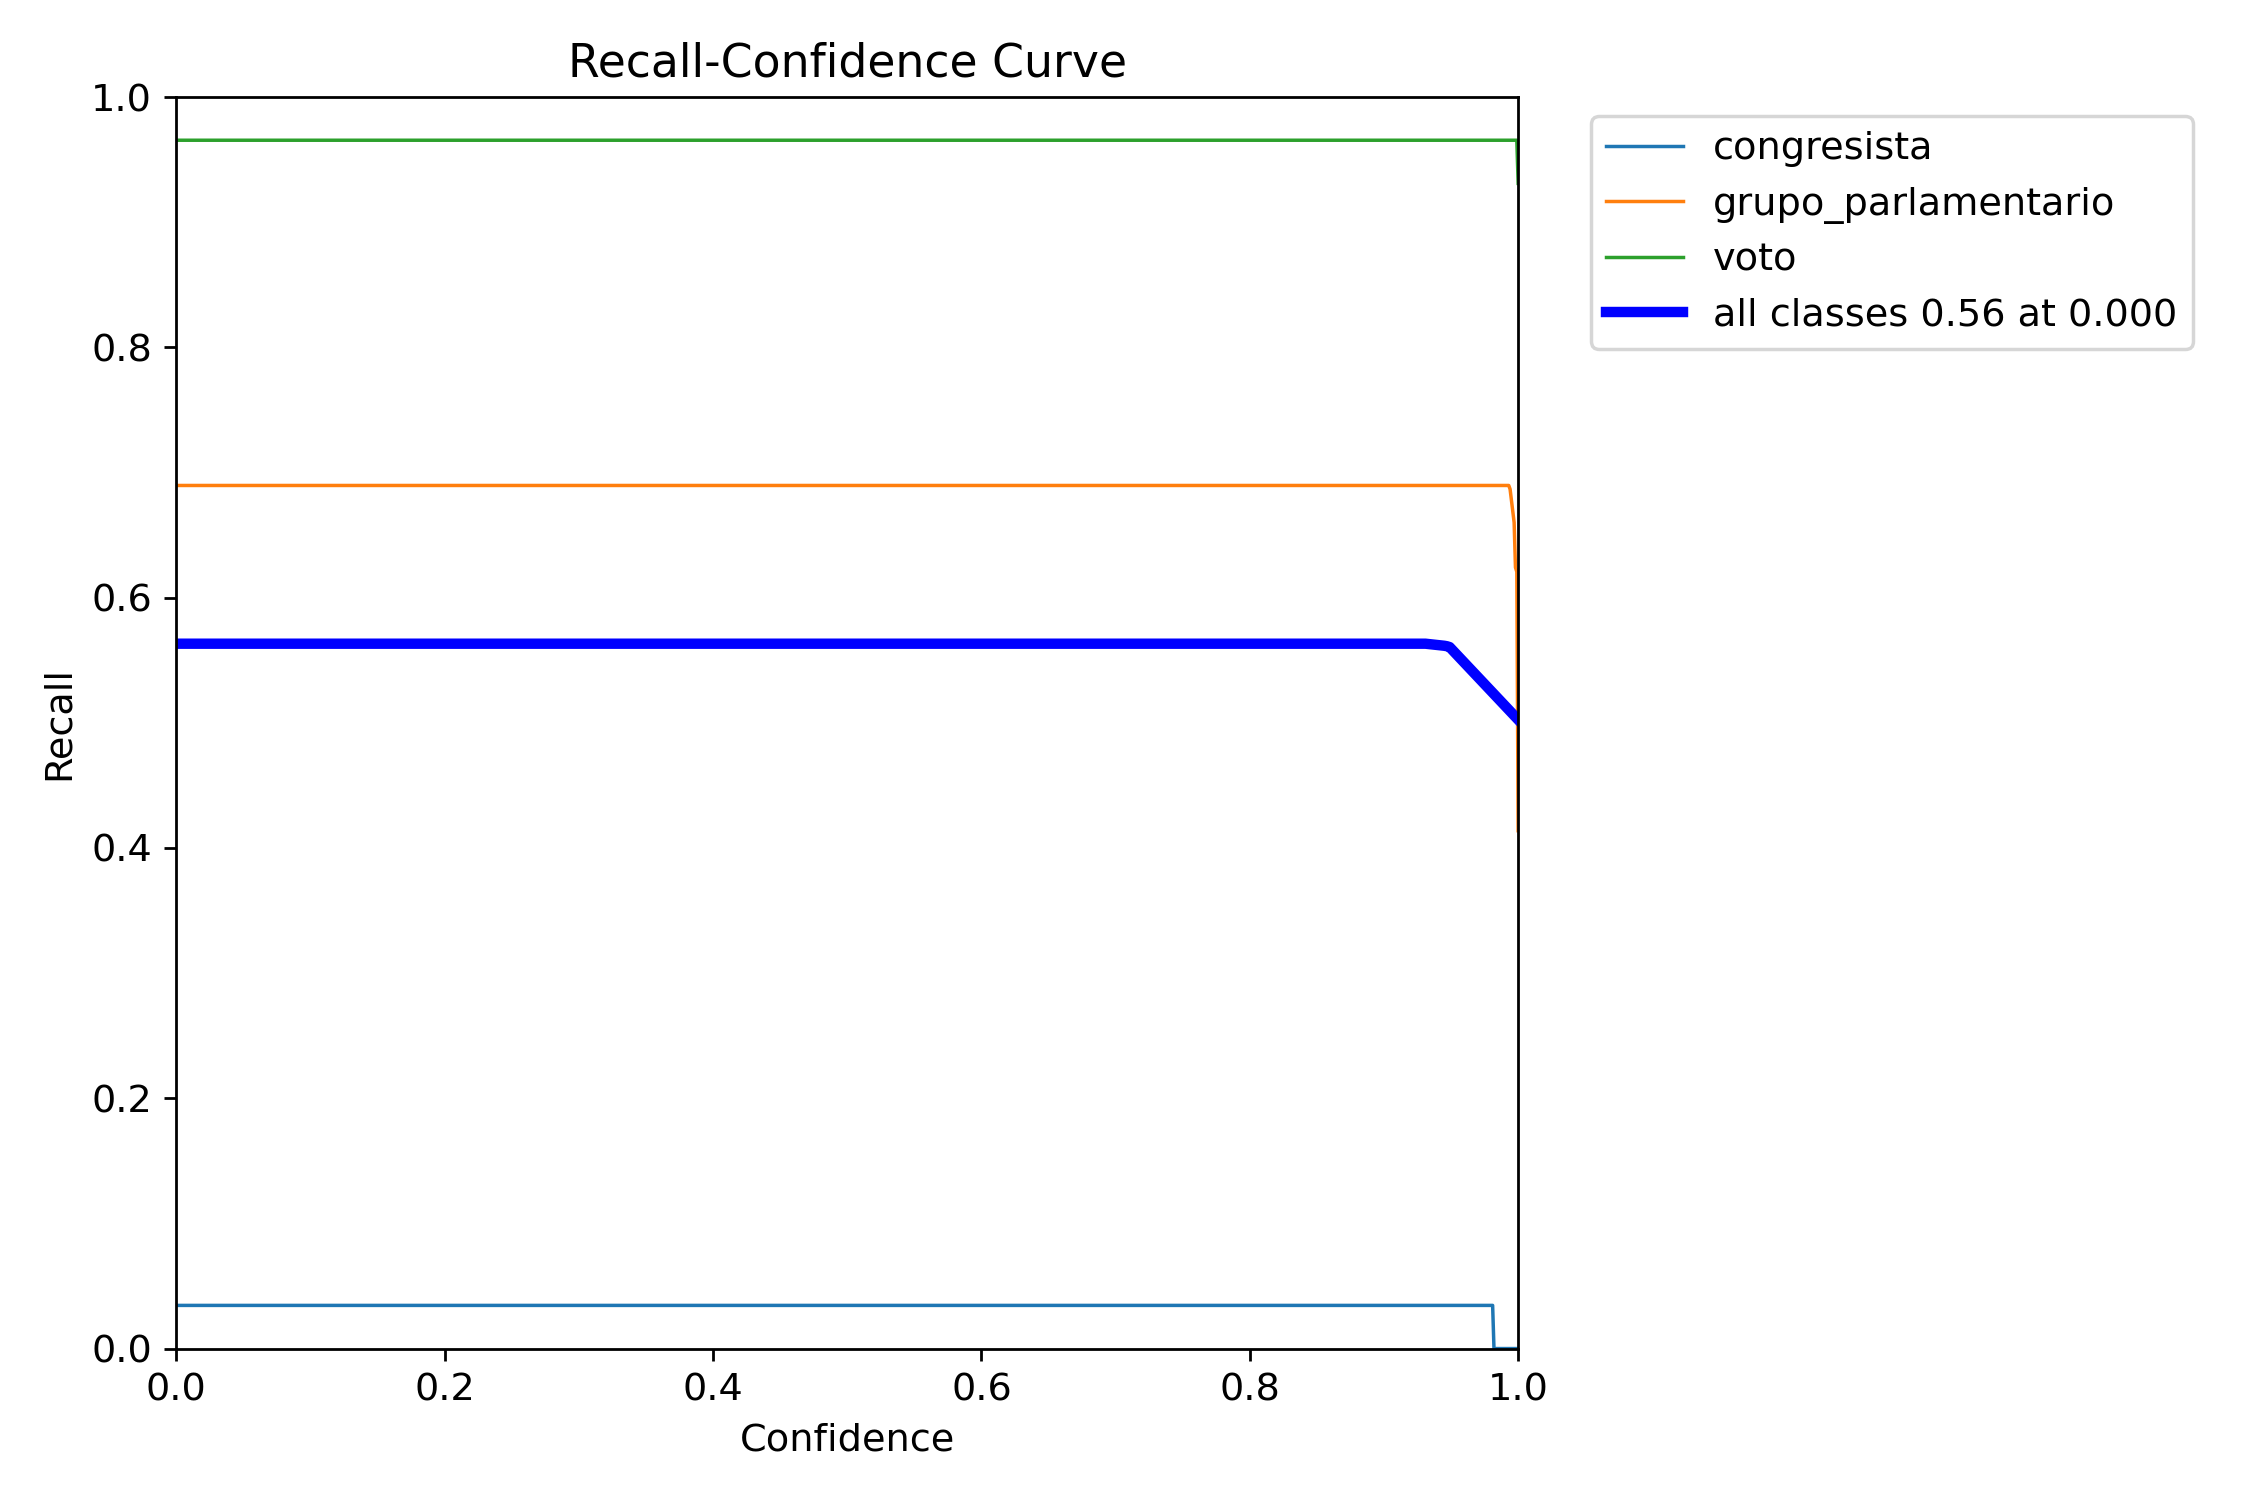 Recall-Confidence Curve
1.0
0.8
0.6
0.4
0.2
0.0
Recall
0.0 0.2 0.4 0.6 0.8 1.0
Confidence
congresista
grupo_parlamentario
voto
all classes 0.56 at 0.000